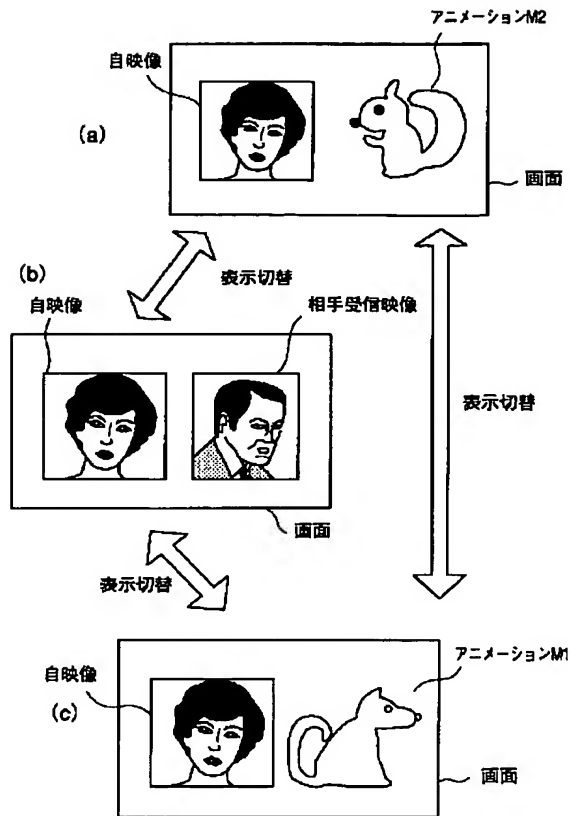 アニメーションM2
自映像
(a)
画面
表示切替
(b)
自映像
相手受信映像
表示切替
画面
表示切替
アニメーションM1
自映像
(c)
画面